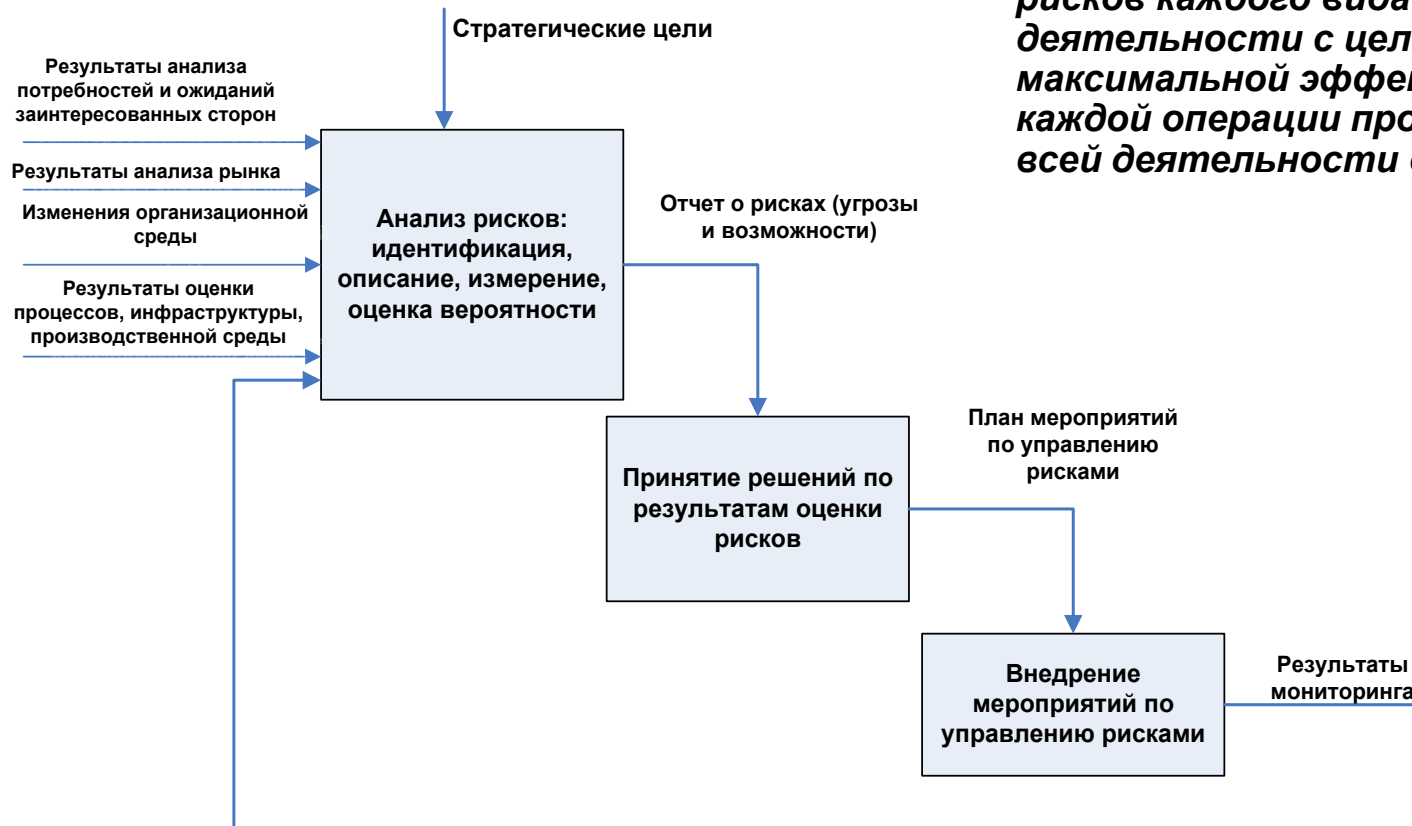 Стратегические цели
рисков каждого вида
деятельности с цел
максимальной эффе
каждой операции про
всей деятельности
Результаты анализа
потребностей и ожиданий
заинтересованных сторон
Результаты анализа рынка
Изменения организационной
среды
Результаты оценки
процессов, инфраструктуры,
производственной среды
Анализ рисков:
идентификация,
описание, измерение,
оценка вероятности
Отчет о рисках (угрозы
и возможности)
Принятие решений по
результатам оценки
рисков
План мероприятий
по управлению
рисками
Внедрение
мероприятий по
управлению рисками
Результаты
мониторинга